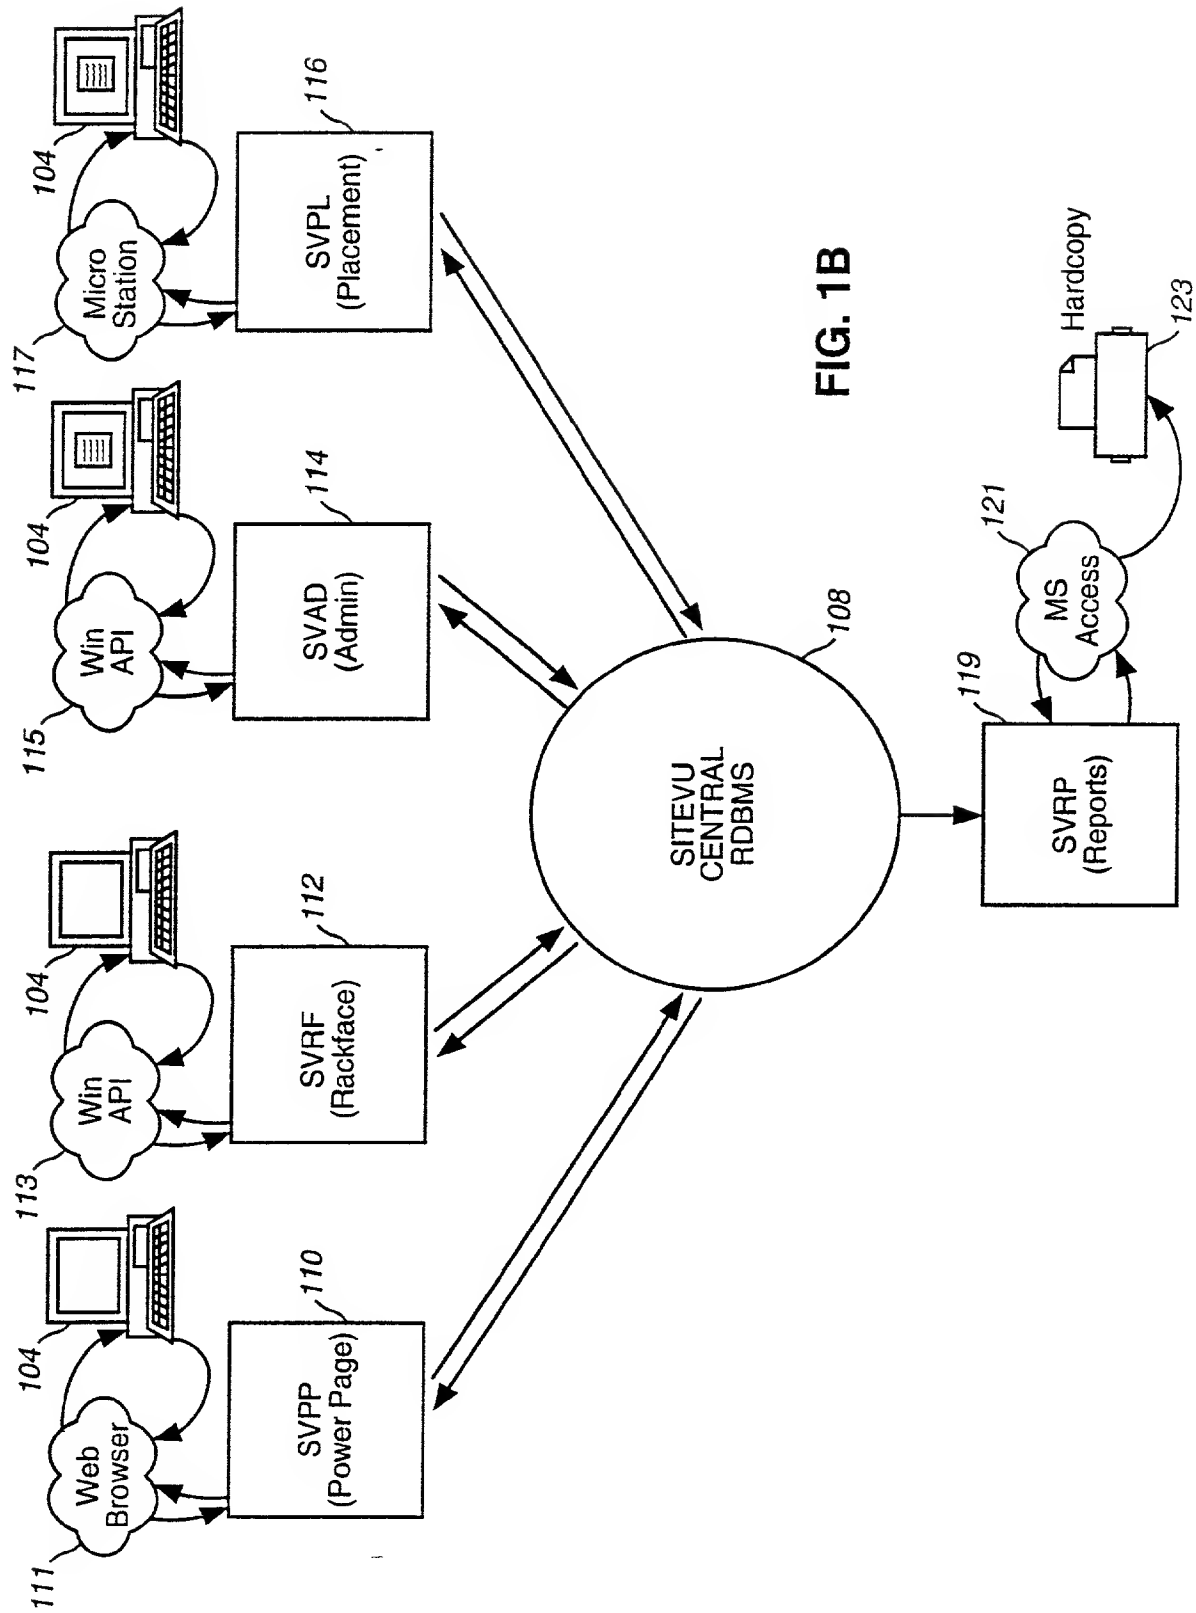 111
Web
Browser
104
SVPP
(Power Page)
110
113
Win
API
104
SVRF
(Rackface)
112
115
Win
API
104
SVAD
(Admin)
114
117
Micro
Station
104
SVPL
(Placement)
116
SITEVU
CENTRAL
RDBMS
108
FIG. 1B
SVRP
(Reports)
119
MS
Access
121
Hardcopy
123